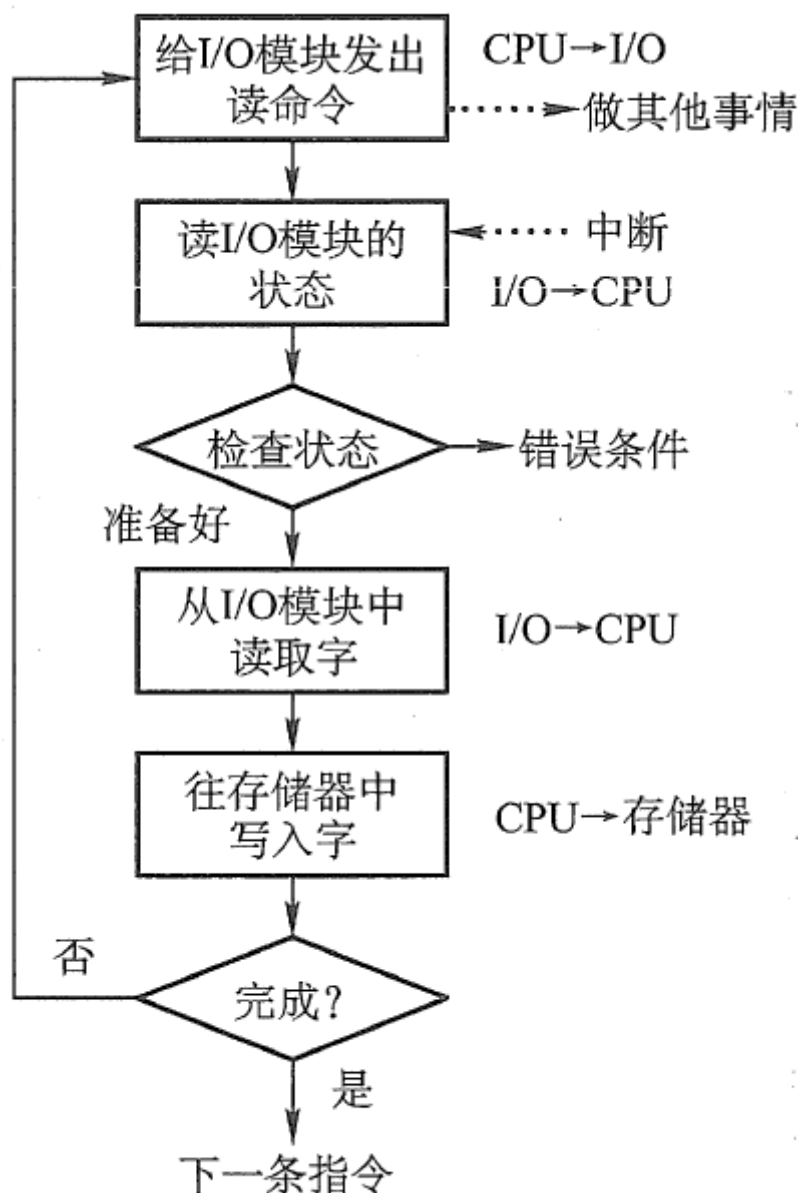 给I/O模块发出
读命令
CPU→I/O
做其他事情
读I/O模块的
状态
中断
I/O→CPU
检查状态
错误条件
准备好
从I/O模块中
读取字
I/O→CPU
往存储器中
写入字
CPU→存储器
否
完成?
是
下一条指令